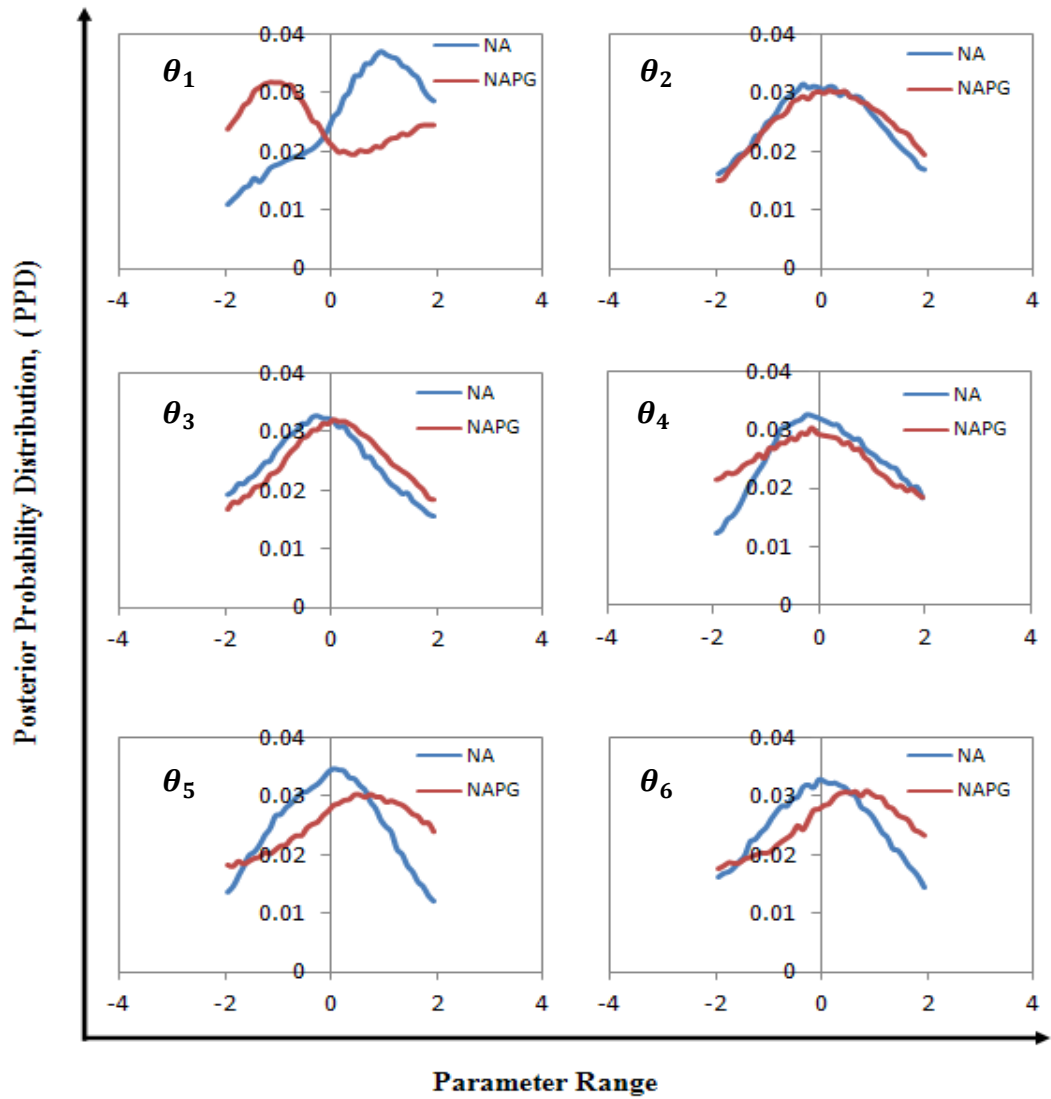 Posterior Probability Distribution, ( PPD)
θ1
0.04
0.03
0.02
0.01
0
-4 -2 0 2 4
NA
NAPG
θ2
0.04
0.03
0.02
0.01
0
-4 -2 0 2 4
NA
NAPG
θ3
0.04
0.03
0.02
0.01
0
-4 -2 0 2 4
NA
NAPG
θ4
0.04
0.03
0.02
0.01
0
-4 -2 0 2 4
NA
NAPG
θ5
0.04
0.03
0.02
0.01
0
-4 -2 0 2 4
NA
NAPG
θ6
0.04
0.03
0.02
0.01
0
-4 -2 0 2 4
NA
NAPG
Parameter Range